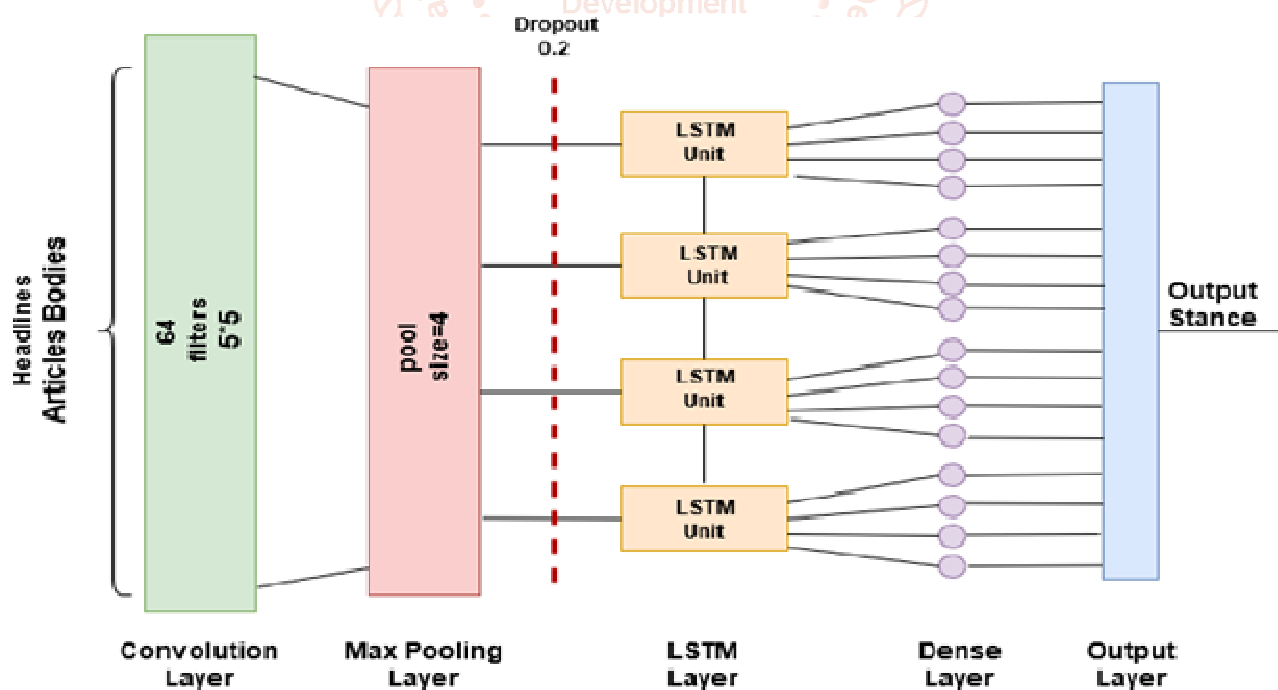 Development
Dropout
0.2
Headlines
Articles Bodies
64
filters
5*5
pool
size=4
LSTM
Unit
LSTM
Unit
LSTM
Unit
LSTM
Unit
Output
Stance
Convolution
Layer
Max Pooling
Layer
LSTM
Layer
Dense
Layer
Output
Layer